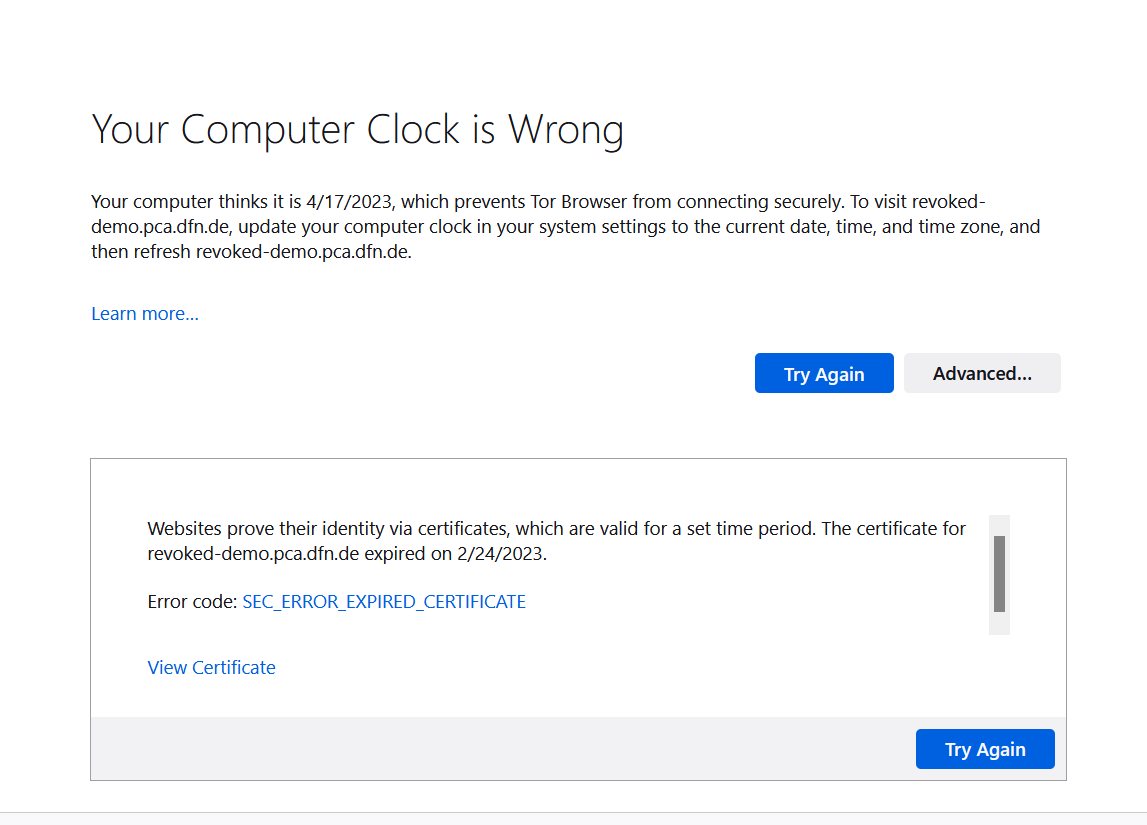 Your Computer Clock is Wrong
Your computer thinks it is 4/17/2023, which prevents Tor Browser from connecting securely. To visit revoked-
demo.pca.dfn.de, update your computer clock in your system settings to the current date, time, and time zone, and
then refresh revoked-demo.pca.dfn.de.
Learn more...
Try Again
Advanced...
Websites prove their identity via certificates, which are valid for a set time period. The certificate for
revoked-demo.pca.dfn.de expired on 2/24/2023.
Error code: SEC_ERROR_EXPIRED_CERTIFICATE
View Certificate
Try Again